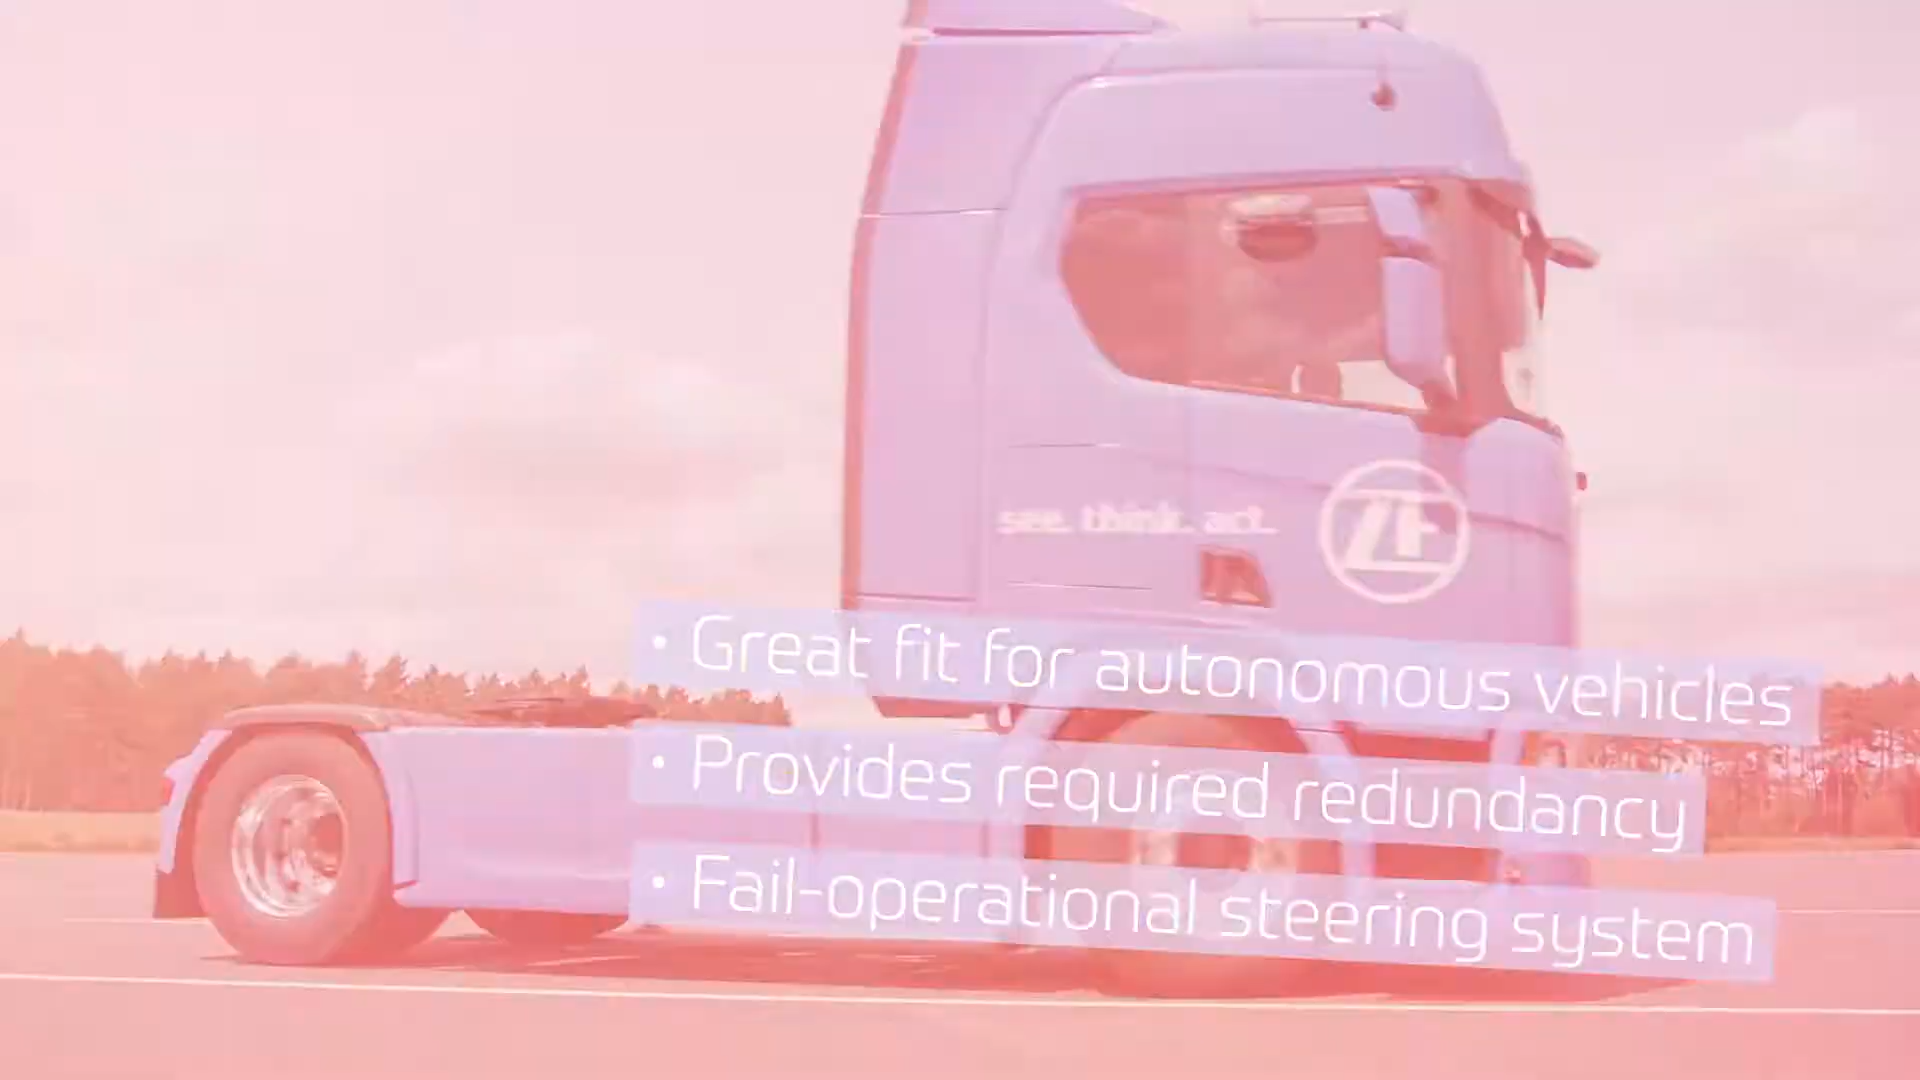 see. think. act.
ZF
• Great fit for autonomous vehicles
• Provides required redundancy
• Fail-operational steering system